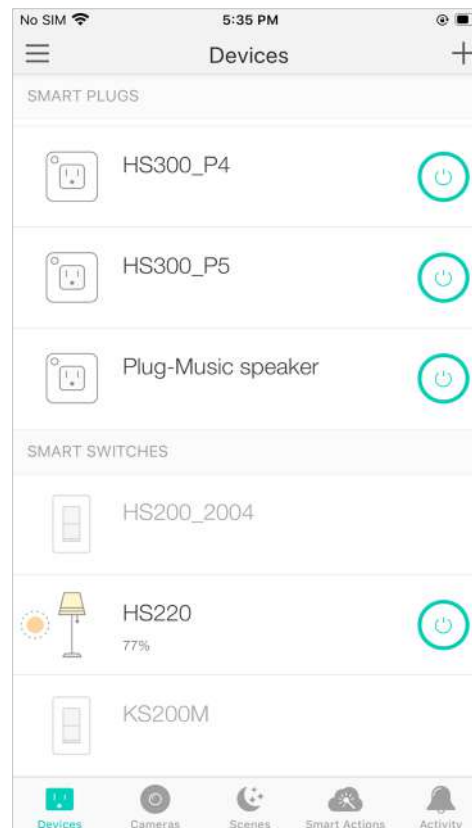 No SIM 5:35 PM
Devices
SMART PLUGS
HS300_P4
HS300_P5
Plug-Music speaker
SMART SWITCHES
HS200_2004
HS220
77%
KS200M
Devices Cameras Scenes Smart Actions Activity